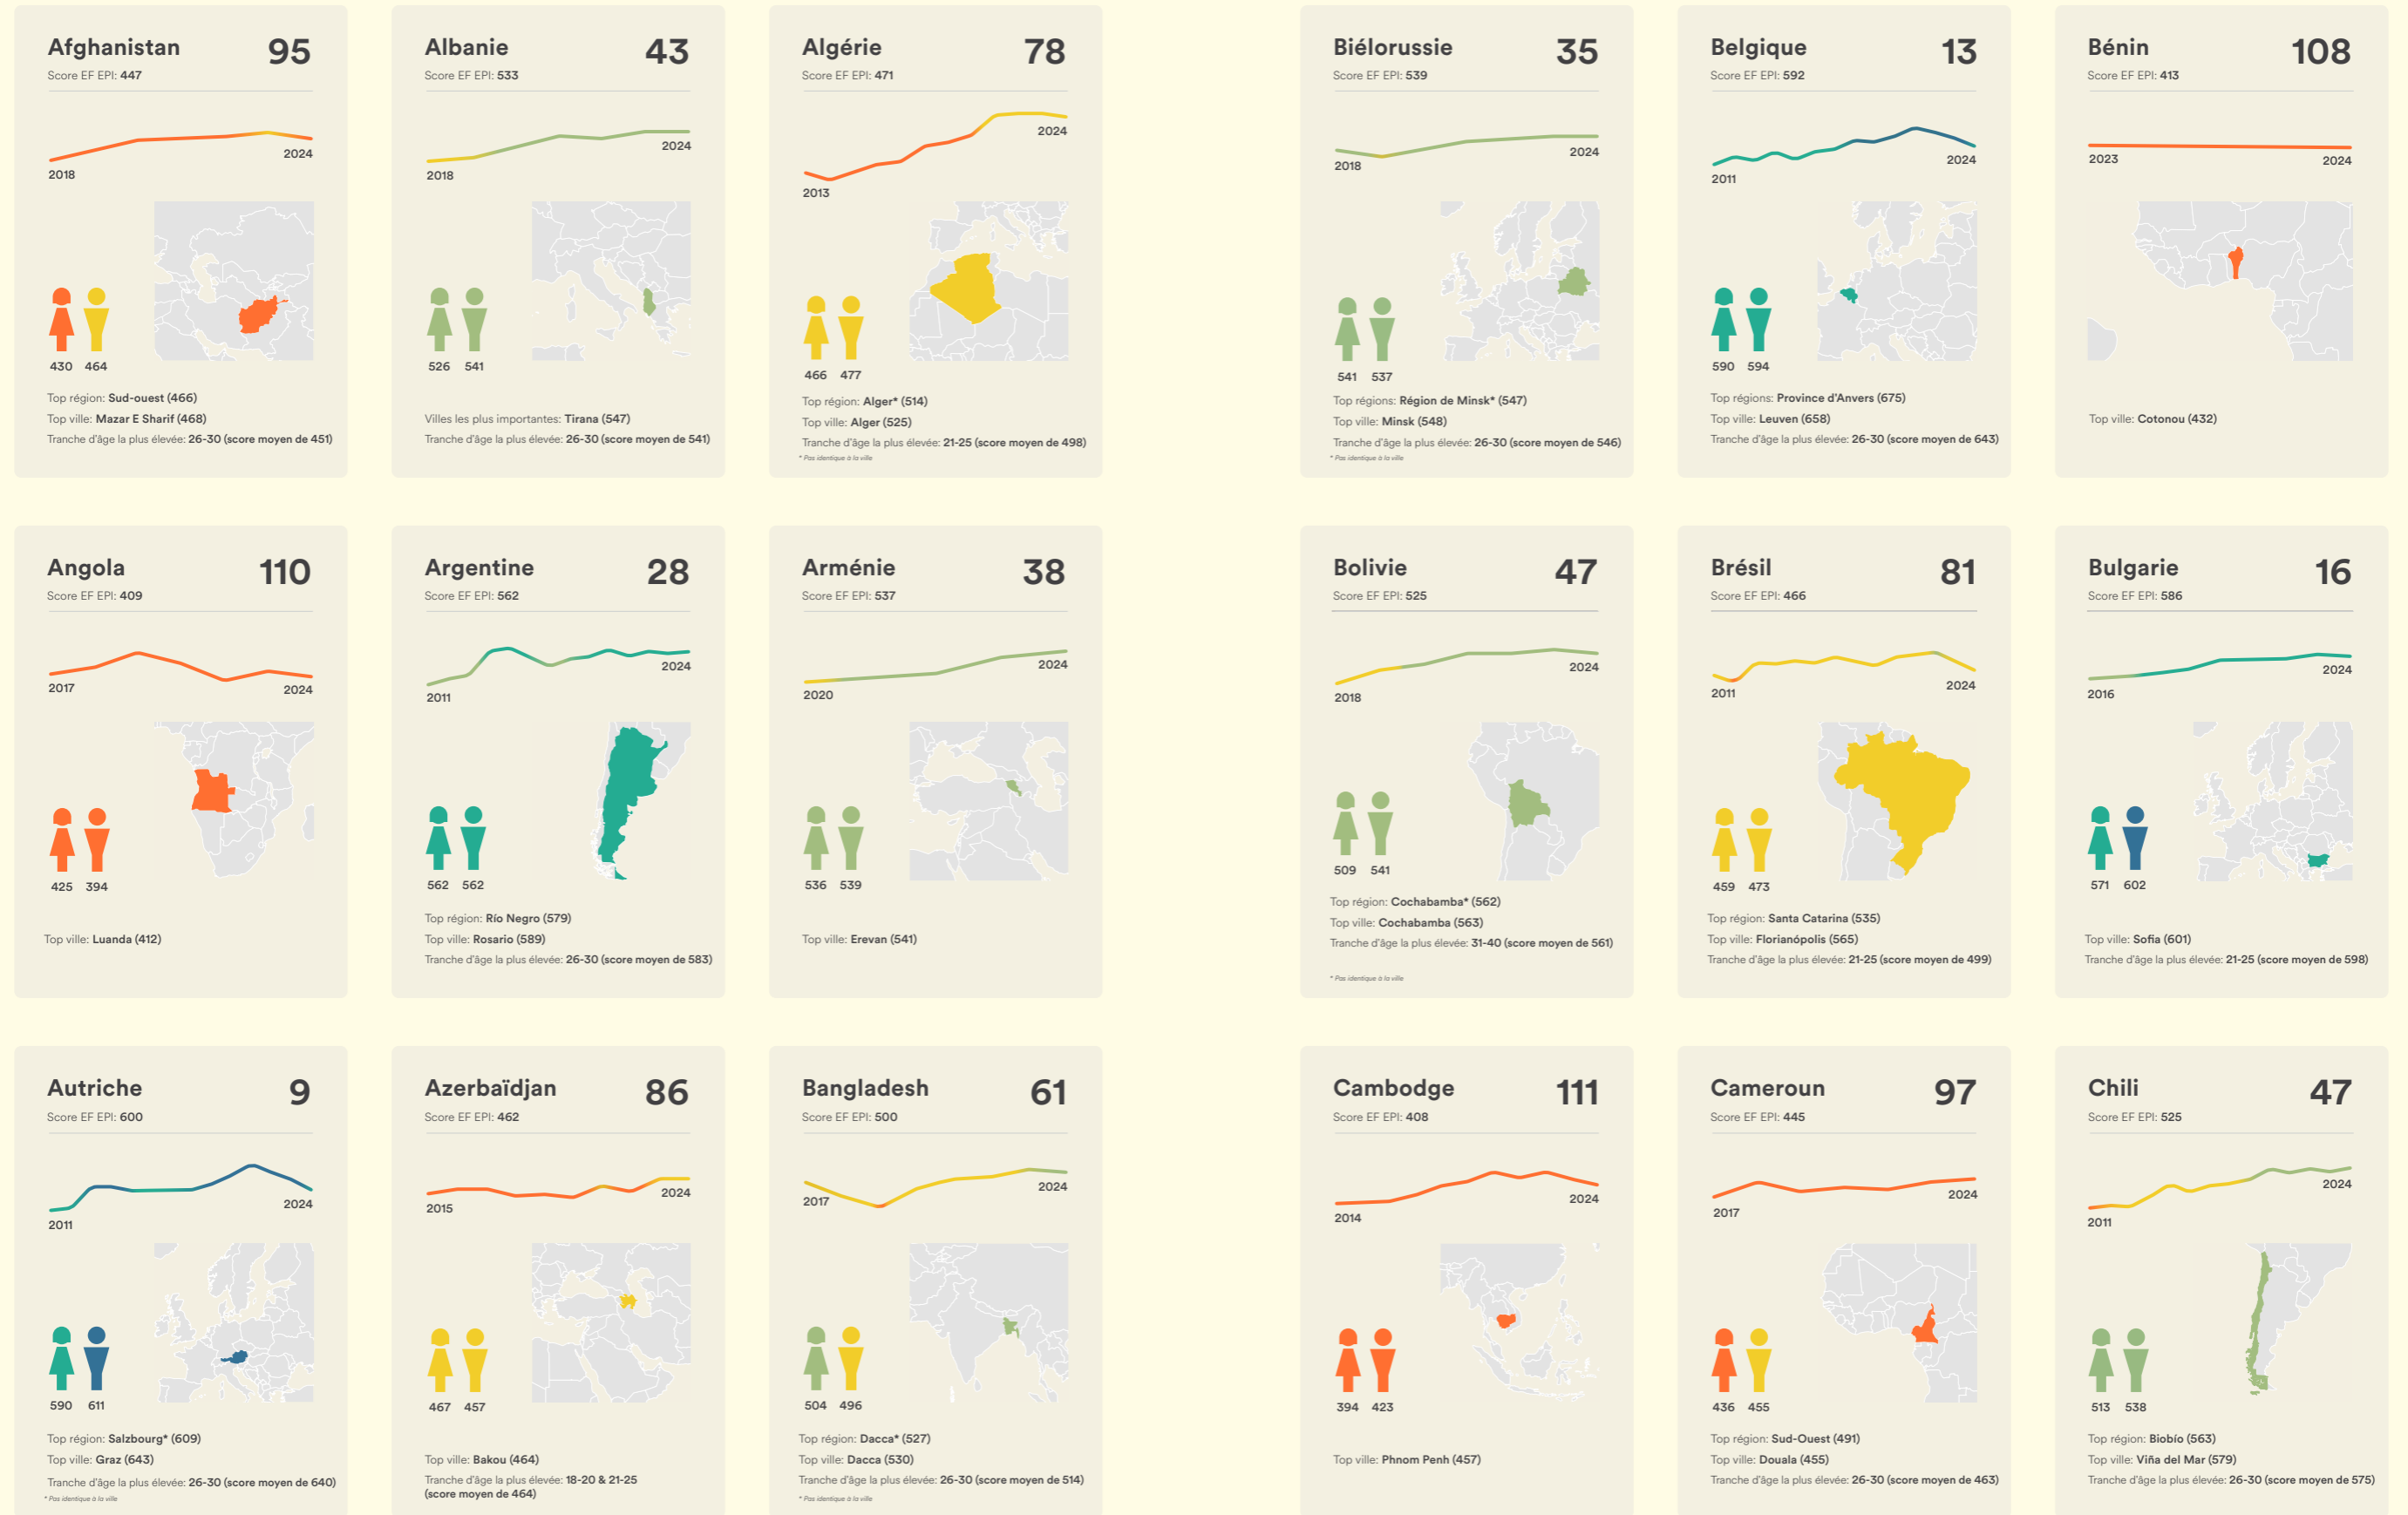 Afghanistan 95
Score EF EPI: 447
2018
2024
430 464
Top région: Sud-ouest (466)
Top ville: Mazar E Sharif (468)
Tranche d'âge la plus élevée: 26-30 (score moyen de 451)
Albanie 43
Score EF EPI: 533
2018
2024
526 541
Villes les plus importantes: Tirana (547)
Tranche d'âge la plus élevée: 26-30 (score moyen de 541)
Algérie 78
Score EF EPI: 471
2013
2024
466 477
Top région: Alger* (514)
Top ville: Alger (525)
Tranche d'âge la plus élevée: 21-25 (score moyen de 498)
* Pas identique à la ville
Biélorussie 35
Score EF EPI: 539
2018
2024
541 537
Top régions: Région de Minsk* (547)
Top ville: Minsk (548)
Tranche d'âge la plus élevée: 26-30 (score moyen de 546)
* Pas identique à la ville
Belgique 13
Score EF EPI: 592
2011
2024
590 594
Top régions: Province d'Anvers (675)
Top ville: Leuven (658)
Tranche d'âge la plus élevée: 26-30 (score moyen de 643)
Bénin 108
Score EF EPI: 413
2023
2024
Top ville: Cotonou (432)
Angola 110
Score EF EPI: 409
2017
2024
425 394
Top ville: Luanda (412)
Argentine 28
Score EF EPI: 562
2011
2024
562 562
Top région: Río Negro (579)
Top ville: Rosario (589)
Tranche d'âge la plus élevée: 26-30 (score moyen de 583)
Arménie 38
Score EF EPI: 537
2020
2024
536 539
Top ville: Erevan (541)
Bolivie 47
Score EF EPI: 525
2018
2024
509 541
Top région: Cochabamba* (562)
Top ville: Cochabamba (563)
Tranche d'âge la plus élevée: 31-40 (score moyen de 561)
* Pas identique à la ville
Brésil 81
Score EF EPI: 466
2011
2024
459 473
Top région: Santa Catarina (535)
Top ville: Florianópolis (565)
Tranche d'âge la plus élevée: 21-25 (score moyen de 499)
Bulgarie 16
Score EF EPI: 586
2016
2024
571 602
Top ville: Sofia (601)
Tranche d'âge la plus élevée: 21-25 (score moyen de 598)
Autriche 9
Score EF EPI: 600
2011
2024
590 611
Top région: Salzbourg* (609)
Top ville: Graz (643)
Tranche d'âge la plus élevée: 26-30 (score moyen de 640)
* Pas identique à la ville
Azerbaïdjan 86
Score EF EPI: 462
2015
2024
467 457
Top ville: Bakou (464)
Tranche d'âge la plus élevée: 18-20 & 21-25
(score moyen de 464)
Bangladesh 61
Score EF EPI: 500
2017
2024
504 496
Top région: Dacca* (527)
Top ville: Dacca (530)
Tranche d'âge la plus élevée: 26-30 (score moyen de 514)
* Pas identique à la ville
Cambodge 111
Score EF EPI: 408
2014
2024
394 423
Top ville: Phnom Penh (457)
Cameroun 97
Score EF EPI: 445
2017
2024
436 455
Top région: Sud-Ouest (491)
Top ville: Douala (455)
Tranche d'âge la plus élevée: 26-30 (score moyen de 463)
Chili 47
Score EF EPI: 525
2011
2024
513 538
Top région: Biobío (563)
Top ville: Viña del Mar (579)
Tranche d'âge la plus élevée: 26-30 (score moyen de 575)